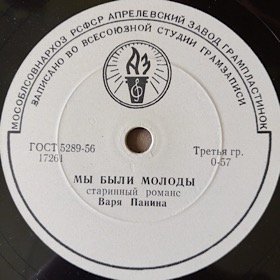 МОСОБЛСОВНАРХОЗ РСФСР АПРЕЛЕВСКИЙ ЗАВОД ГРАМПЛАСТИНОК
ЗАПИСАНО ВО ВСЕСОЮЗНОЙ СТУДИИ ГРАМЗАПИСИ
АЗ
ГОСТ 5289-56
17261
Третья гр.
0-57
МЫ БЫЛИ МОЛОДЫ
старинный романс
Варя Панина